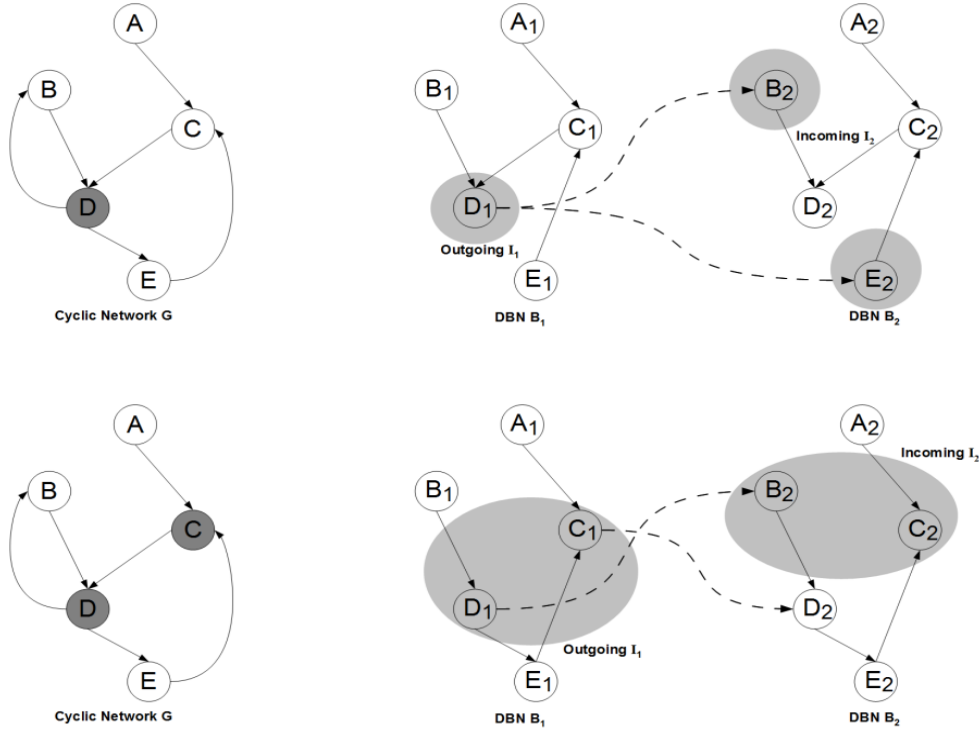 A
A1
A2
B
B1
B2
C
C1
C2
Incoming I2
D
D1
D2
Outgoing I1
E
E1
E2
Cyclic Network G
DBN B1
DBN B2
A
A1
A2
Incoming I2
B
B1
B2
C
C1
C2
D
D1
D2
Outgoing I1
E
E1
E2
Cyclic Network G
DBN B1
DBN B2